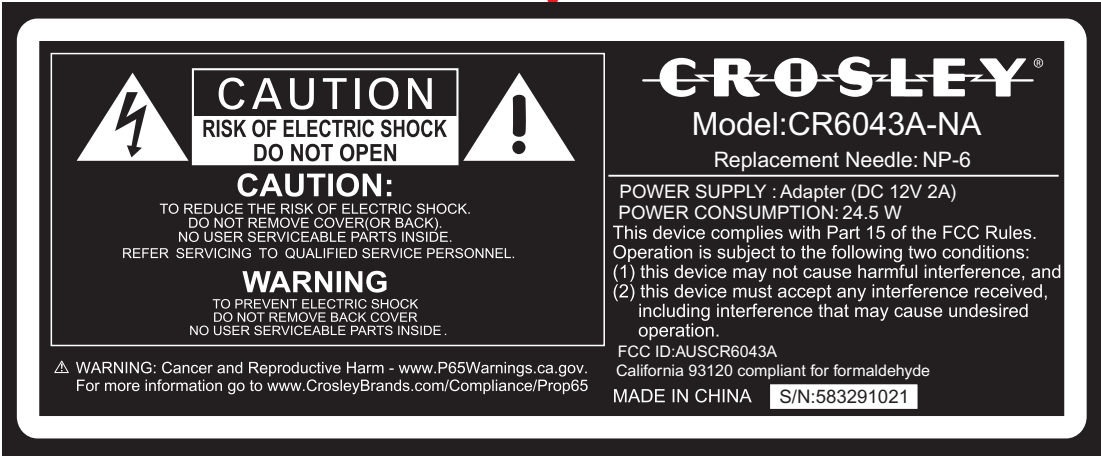 CAUTION
RISK OF ELECTRIC SHOCK
DO NOT OPEN
CAUTION:
TO REDUCE THE RISK OF ELECTRIC SHOCK.
DO NOT REMOVE COVER(OR BACK).
NO USER SERVICEABLE PARTS INSIDE.
REFER SERVICING TO QUALIFIED SERVICE PERSONNEL.
WARNING
TO PREVENT ELECTRIC SHOCK
DO NOT REMOVE BACK COVER
NO USER SERVICEABLE PARTS INSIDE.
⚠ WARNING: Cancer and Reproductive Harm - www.P65Warnings.ca.gov.
For more information go to www.CrosleyBrands.com/Compliance/Prop65
CROSLEY®
Model:CR6043A-NA
Replacement Needle: NP-6
POWER SUPPLY : Adapter (DC 12V 2A)
POWER CONSUMPTION: 24.5 W
This device complies with Part 15 of the FCC Rules.
Operation is subject to the following two conditions:
(1) this device may not cause harmful interference, and
(2) this device must accept any interference received,
including interference that may cause undesired
operation.
FCC ID:AUSCR6043A
California 93120 compliant for formaldehyde
MADE IN CHINA S/N:583291021